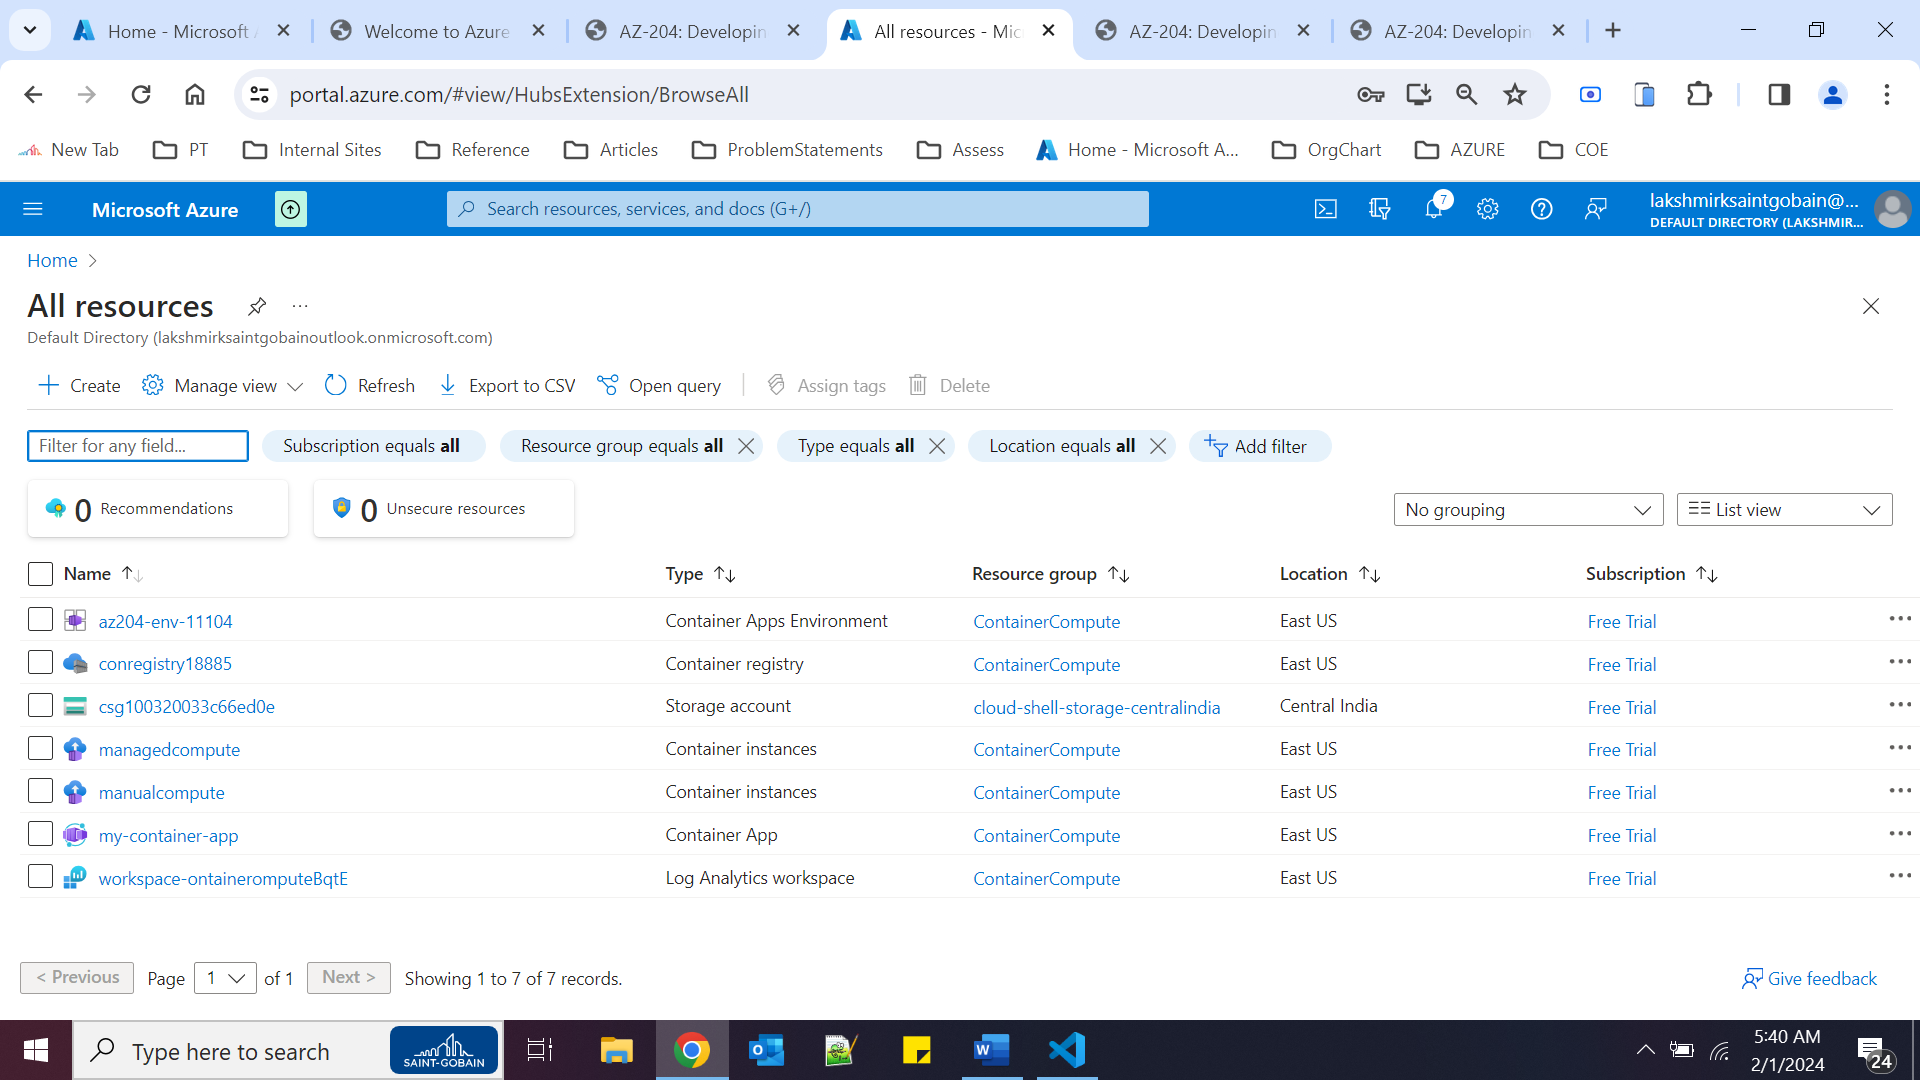 Home - Microsoft A
Welcome to Azure
AZ-204: Developin
All resources - Mic
AZ-204: Developin
AZ-204: Developin
portal.azure.com/#view/HubsExtension/BrowseAll
New Tab
PT
Internal Sites
Reference
Articles
ProblemStatements
Assess
Home - Microsoft A...
OrgChart
AZURE
COE
Microsoft Azure
Search resources, services, and docs (G+/)
7
lakshmirksaintgobain@...
DEFAULT DIRECTORY (LAKSHMIR...
Home
All resources
Default Directory (lakshmirksaintgobainoutlook.onmicrosoft.com)
Create
Manage view
Refresh
Export to CSV
Open query
Assign tags
Delete
Filter for any field...
Subscription equals all
Resource group equals all
Type equals all
Location equals all
Add filter
0 Recommendations
0 Unsecure resources
No grouping
List view
Name Type Resource group Location Subscription
az204-env-11104 Container Apps Environment ContainerCompute East US Free Trial
conregistry18885 Container registry ContainerCompute East US Free Trial
csg100320033c66ed0e Storage account cloud-shell-storage-centralindia Central India Free Trial
managedcompute Container instances ContainerCompute East US Free Trial
manualcompute Container instances ContainerCompute East US Free Trial
my-container-app Container App ContainerCompute East US Free Trial
workspace-ontaineromputeBqtE Log Analytics workspace ContainerCompute East US Free Trial
< Previous Page 1 of 1 Next > Showing 1 to 7 of 7 records.
Give feedback
Type here to search
SAINT-GOBAIN
5:40 AM
2/1/2024
24